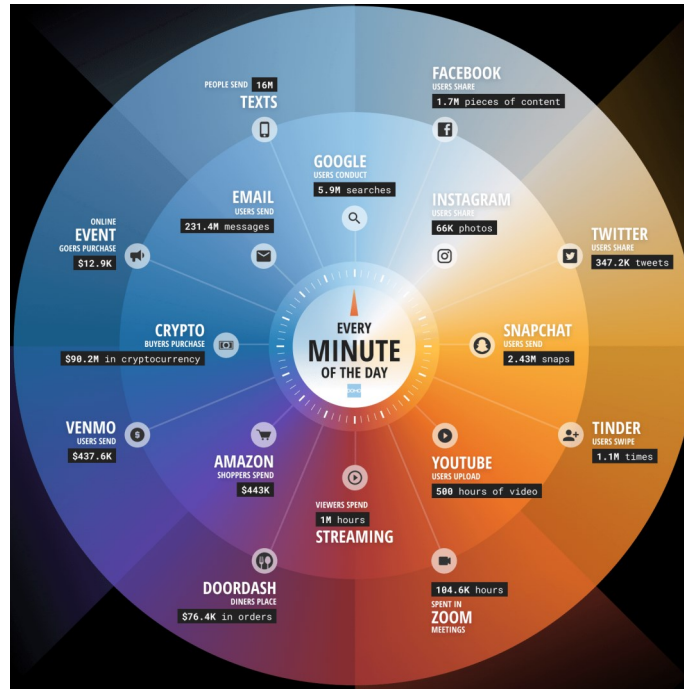 PEOPLE SEND 16M
TEXTS
FACEBOOK
USERS SHARE
1.7M pieces of content
GOOGLE
USERS CONDUCT
5.9M searches
EMAIL
USERS SEND
231.4M messages
INSTAGRAM
USERS SHARE
66K photos
ONLINE
EVENT
GOERS PURCHASE
$12.9K
TWITTER
USERS SHARE
347.2K tweets
CRYPTO
BUYERS PURCHASE
$90.2M in cryptocurrency
EVERY
MINUTE
OF THE DAY
DOMO
SNAPCHAT
USERS SEND
2.43M snaps
VENMO
USERS SEND
$437.6K
AMAZON
SHOPPERS SPEND
$443K
VIEWERS SPEND
1M hours
STREAMING
YOUTUBE
USERS UPLOAD
500 hours of video
TINDER
USERS SWIPE
1.1M times
DOORDASH
DINERS PLACE
$76.4K in orders
104.6K hours
SPENT IN
ZOOM
MEETINGS